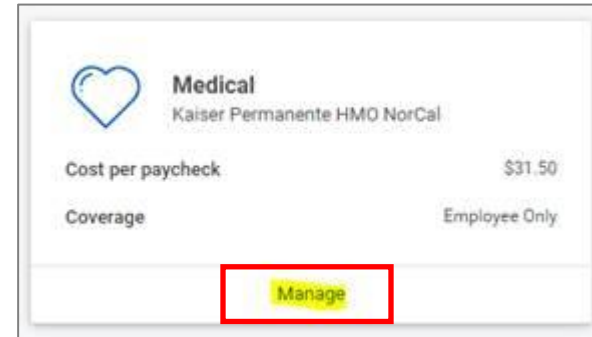 Medical
Kaiser Permanente HMO NorCal
Cost per paycheck $31.50
Coverage Employee Only
Manage